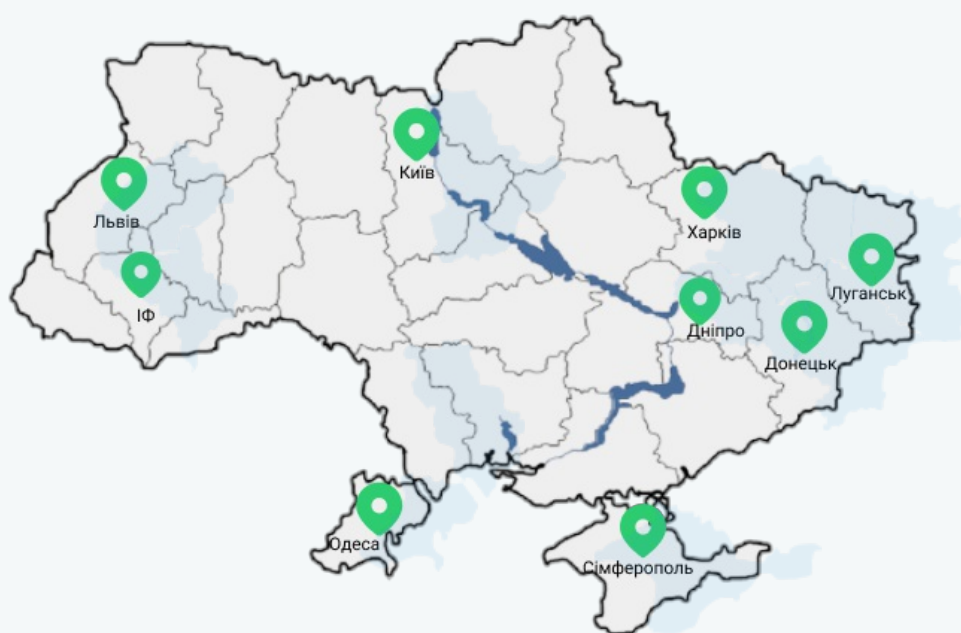 Київ
Львів
Харків
ІФ
Луганськ
Дніпро
Донецьк
Одеса
Сімферополь